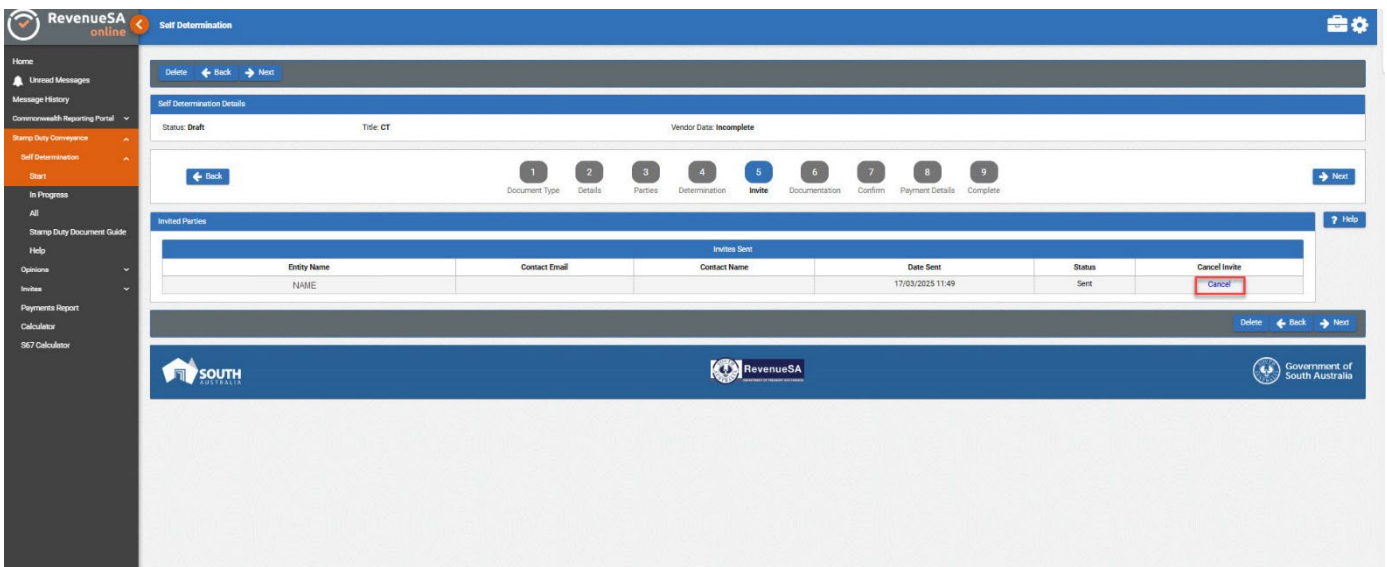 RevenueSA
online
Self Determination
Home
Unread Messages
Message History
Commonwealth Reporting Portal
Stamp Duty Conveyance
Self Determination
Start
In Progress
All
Stamp Duty Document Guide
Help
Opinions
Invites
Payments Report
Calculator
S67 Calculator
Delete Back Next
Self Determination Details
Status: Draft Title: CT Vendor Data: Incomplete
Back
1 2 3 4 5 6 7 8 9
Document Type Details Parties Determination Invite Documentation Confirm Payment Details Complete
Next
Invited Parties
? Help
Invites Sent
Entity Name Contact Email Contact Name Date Sent Status Cancel Invite
NAME 17/03/2025 11:49 Sent Cancel
Delete Back Next
SOUTH
AUSTRALIA
RevenueSA
Government of
South Australia